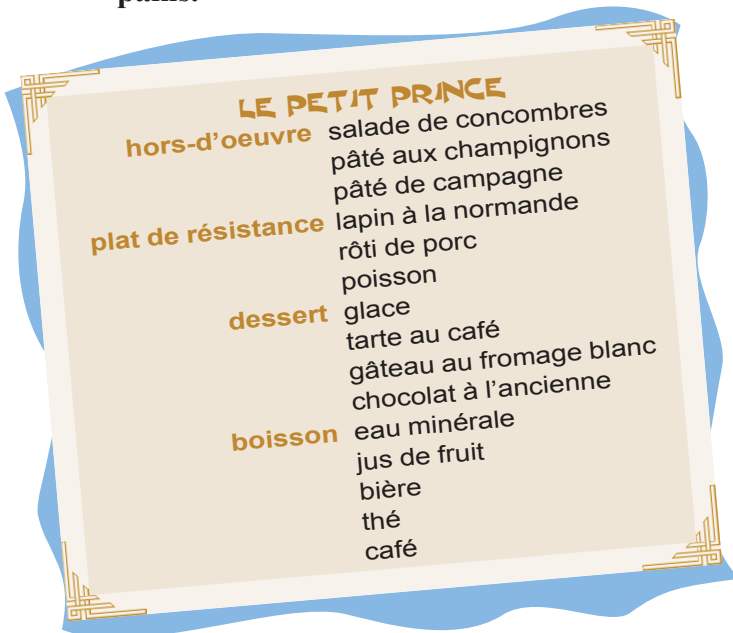 LE PETIT PRINCE
hors-d'oeuvre salade de concombres
pâté aux champignons
pâté de campagne
plat de résistance lapin à la normande
rôti de porc
poisson
dessert glace
tarte au café
gâteau au fromage blanc
chocolat à l'ancienne
boisson eau minérale
jus de fruit
bière
thé
café